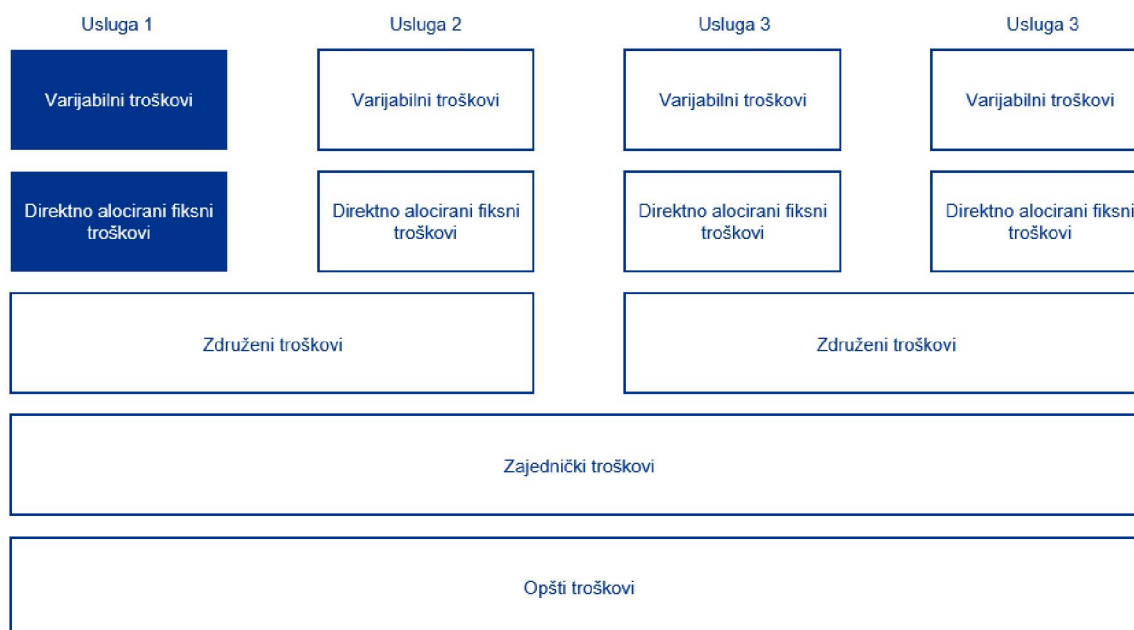 Usluga 1
Usluga 2
Usluga 3
Usluga 3
Varijabilni troškovi
Varijabilni troškovi
Varijabilni troškovi
Varijabilni troškovi
Direktno alocirani fiksni
troškovi
Direktno alocirani fiksni
troškovi
Direktno alocirani fiksni
troškovi
Direktno alocirani fiksni
troškovi
Združeni troškovi
Združeni troškovi
Zajednički troškovi
Opšti troškovi